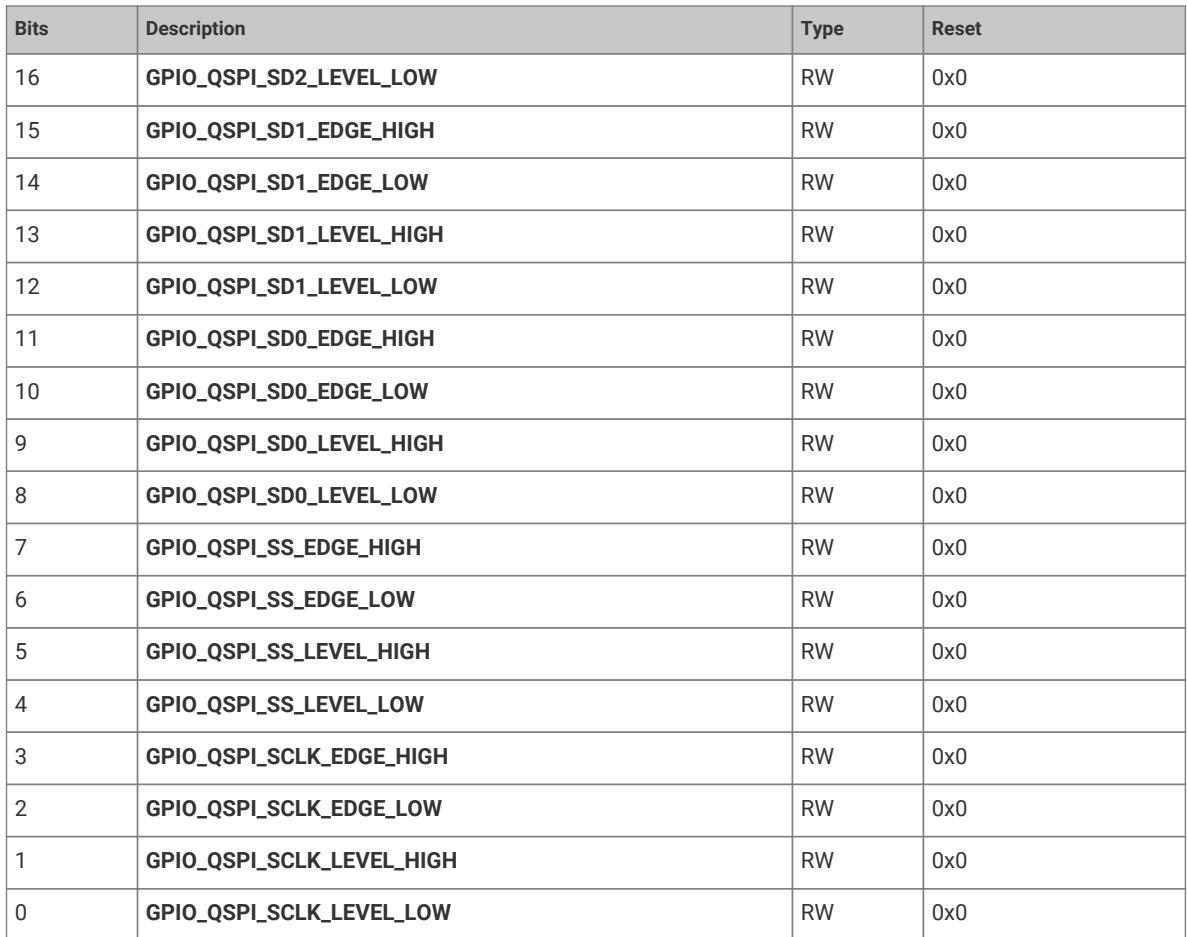 Bits Description Type Reset
16 GPIO_QSPI_SD2_LEVEL_LOW RW 0x0
15 GPIO_QSPI_SD1_EDGE_HIGH RW 0x0
14 GPIO_QSPI_SD1_EDGE_LOW RW 0x0
13 GPIO_QSPI_SD1_LEVEL_HIGH RW 0x0
12 GPIO_QSPI_SD1_LEVEL_LOW RW 0x0
11 GPIO_QSPI_SD0_EDGE_HIGH RW 0x0
10 GPIO_QSPI_SD0_EDGE_LOW RW 0x0
9 GPIO_QSPI_SD0_LEVEL_HIGH RW 0x0
8 GPIO_QSPI_SD0_LEVEL_LOW RW 0x0
7 GPIO_QSPI_SS_EDGE_HIGH RW 0x0
6 GPIO_QSPI_SS_EDGE_LOW RW 0x0
5 GPIO_QSPI_SS_LEVEL_HIGH RW 0x0
4 GPIO_QSPI_SS_LEVEL_LOW RW 0x0
3 GPIO_QSPI_SCLK_EDGE_HIGH RW 0x0
2 GPIO_QSPI_SCLK_EDGE_LOW RW 0x0
1 GPIO_QSPI_SCLK_LEVEL_HIGH RW 0x0
0 GPIO_QSPI_SCLK_LEVEL_LOW RW 0x0